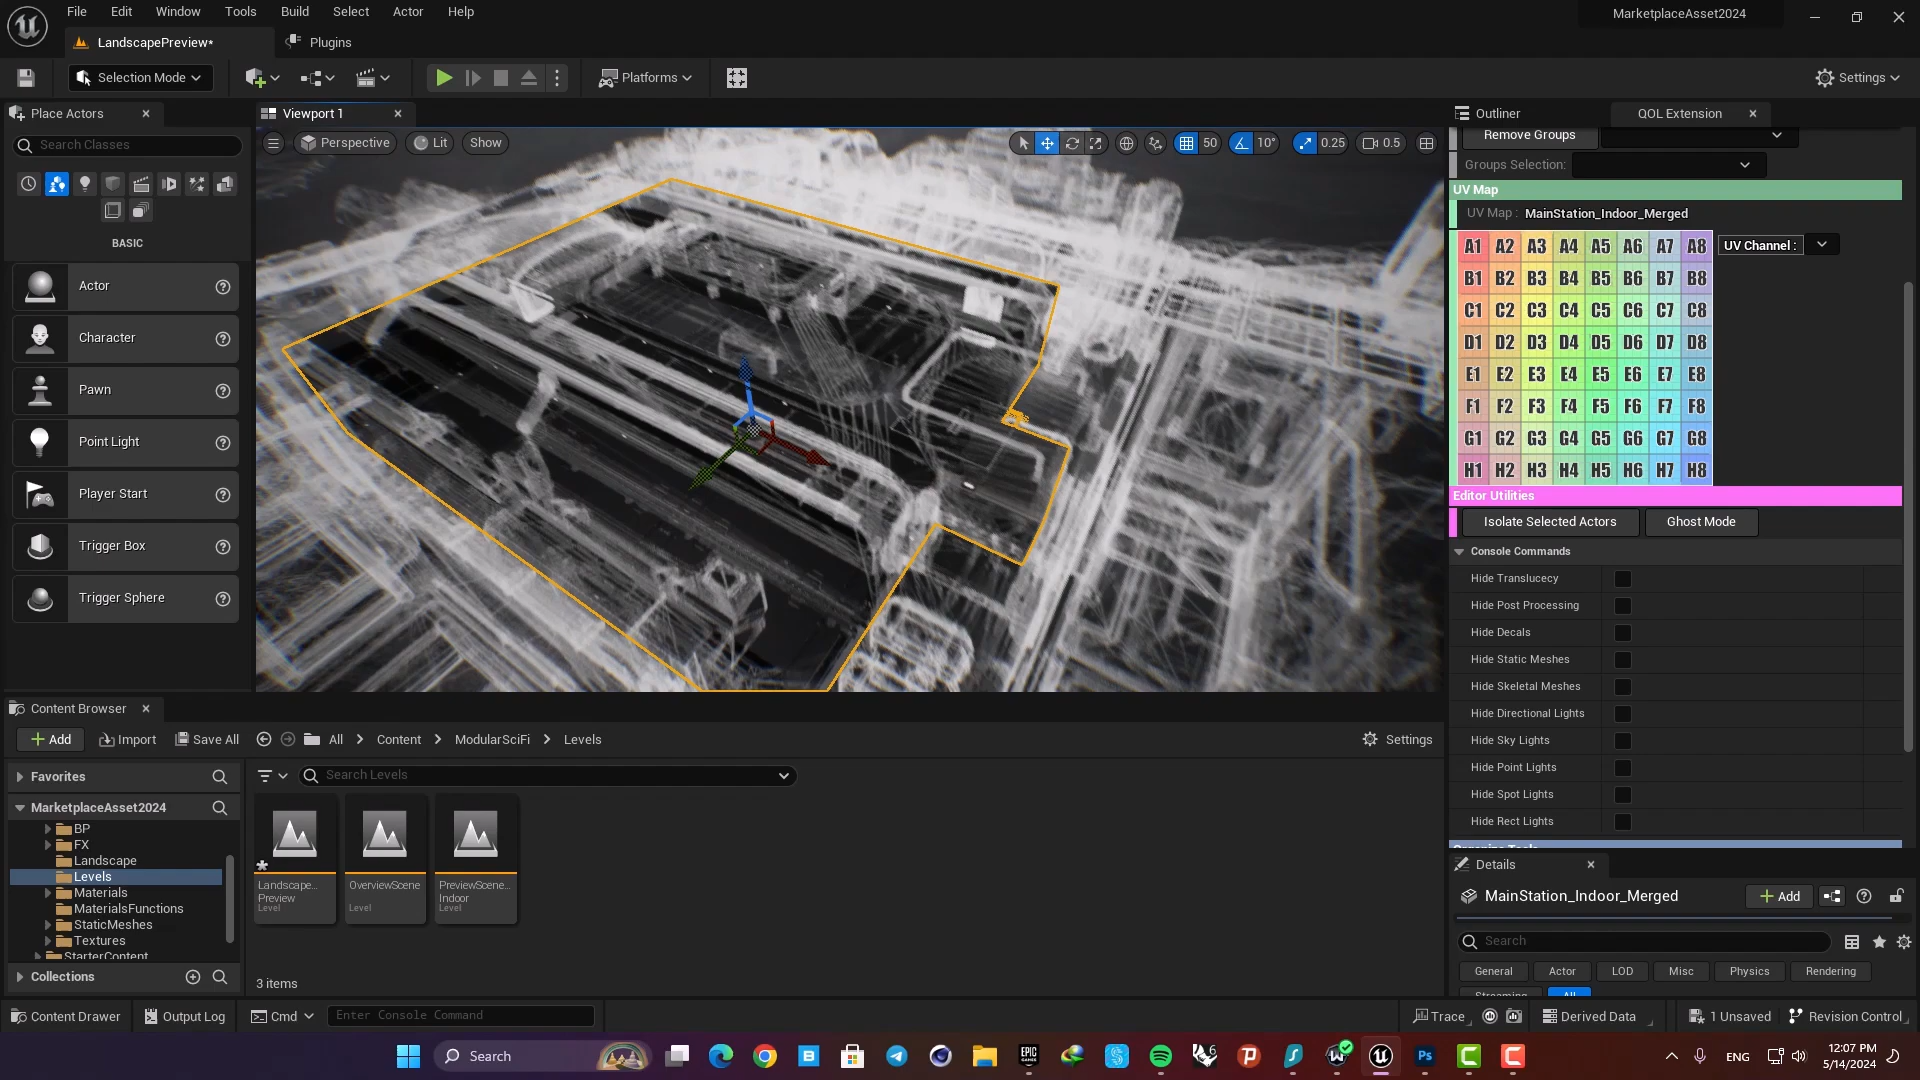 File Edit Window Tools Build Select Actor Help
MarketplaceAsset2024
LandscapePreview*
Plugins
Selection Mode
Platforms
Settings
Place Actors
Viewport 1
Outliner
QOL Extension
Search Classes
Perspective
Lit
Show
50
10°
0.25
0.5
Remove Groups
Groups Selection:
UV Map
UV Map : MainStation_Indoor_Merged
A1 A2 A3 A4 A5 A6 A7 A8
UV Channel :
B1 B2 B3 B4 B5 B6 B7 B8
C1 C2 C3 C4 C5 C6 C7 C8
D1 D2 D3 D4 D5 D6 D7 D8
E1 E2 E3 E4 E5 E6 E7 E8
F1 F2 F3 F4 F5 F6 F7 F8
G1 G2 G3 G4 G5 G6 G7 G8
H1 H2 H3 H4 H5 H6 H7 H8
BASIC
Actor
Character
Pawn
Point Light
Player Start
Trigger Box
Trigger Sphere
Editor Utilities
Isolate Selected Actors
Ghost Mode
Console Commands
Hide Translucecy
Hide Post Processing
Hide Decals
Hide Static Meshes
Hide Skeletal Meshes
Hide Directional Lights
Hide Sky Lights
Hide Point Lights
Hide Spot Lights
Hide Rect Lights
Content Browser
Add
Import
Save All
All
Content
ModularSciFi
Levels
Settings
Favorites
Search Levels
MarketplaceAsset2024
BP
FX
Landscape
Levels
Materials
MaterialsFunctions
StaticMeshes
Textures
StarterContent
Collections
Landscape...
Preview
Level
OverviewScene
Level
PreviewScene...
Indoor
Level
3 items
Details
MainStation_Indoor_Merged
Add
Search
General
Actor
LOD
Misc
Physics
Rendering
Streaming
All
Content Drawer
Output Log
Cmd
Enter Console Command
Trace
Derived Data
1 Unsaved
Revision Control
Search
ENG
12:07 PM
5/14/2024